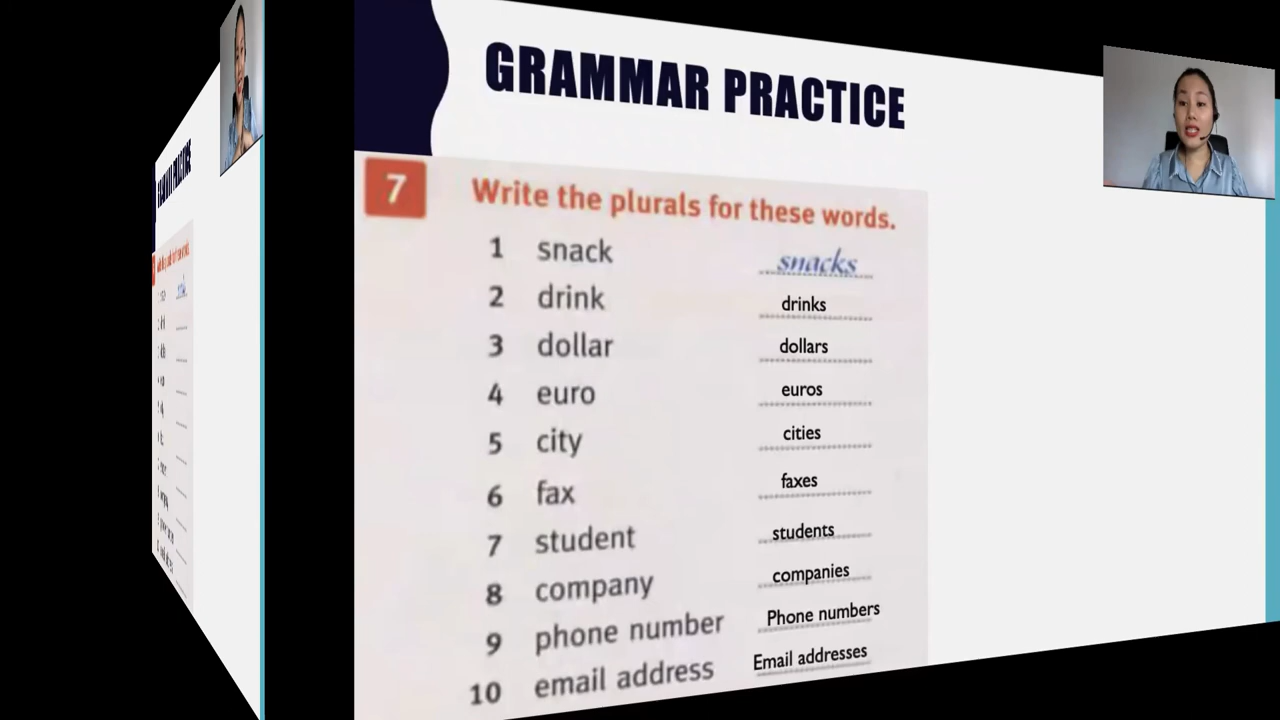 GRAMMAR PRACTICE
7 Write the plurals for these words.
1 snack snacks
2 drink drinks
3 dollar dollars
4 euro euros
5 city cities
6 fax faxes
7 student students
8 company companies
9 phone number Phone numbers
10 email address Email addresses